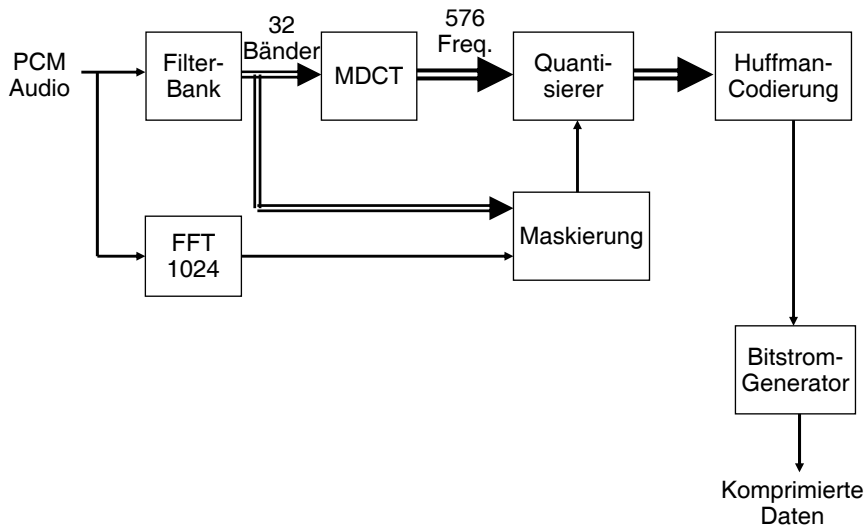 32
Bänder
576
Freq.
PCM
Audio
Filter-
Bank
MDCT
Quanti-
sierer
Huffman-
Codierung
FFT
1024
Maskierung
Bitstrom-
Generator
Komprimierte
Daten